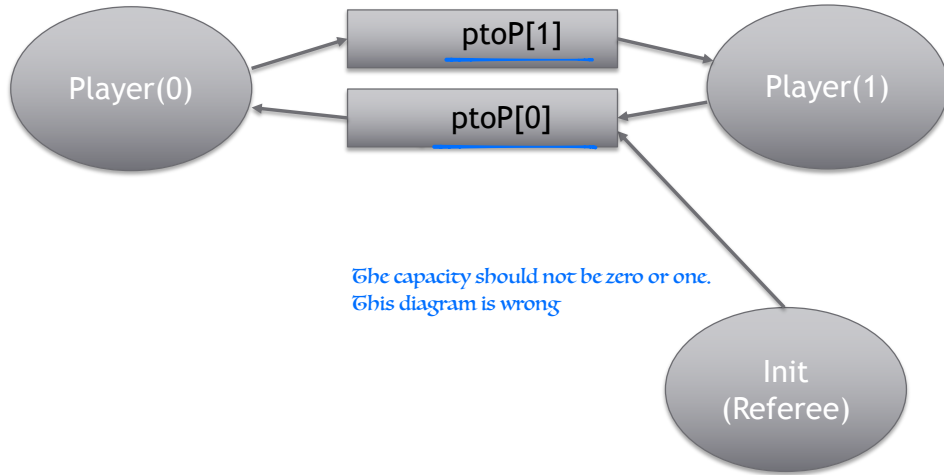 ptoP[1]
Player(0)
Player(1)
ptoP[0]
The capacity should not be zero or one.
This diagram is wrong
Init
(Referee)